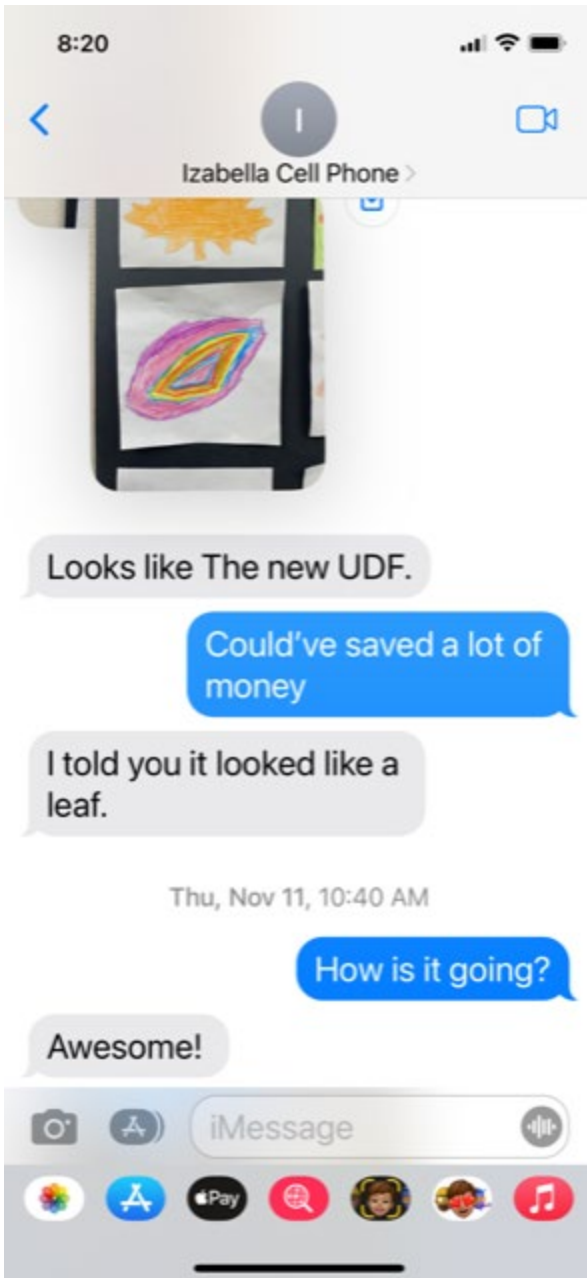 8:20
I
Izabella Cell Phone
Looks like The new UDF.
Could've saved a lot of
money
I told you it looked like a
leaf.
Thu, Nov 11, 10:40 AM
How is it going?
Awesome!
iMessage
Pay